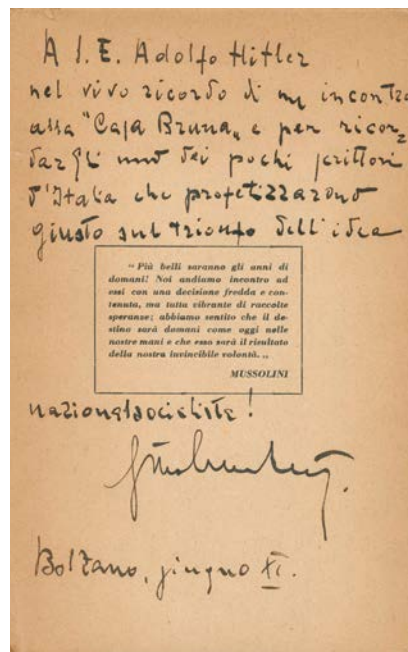 A S. E. Adolfo Hitler
nel vivo ricordo di un incontro
alla "Casa Bruna„ e per ricor-
dargli uno dei pochi scrittori
d'Italia che profetizzarono
giusto sul trionfo dell'idea
"Più belli saranno gli anni di
domani! Noi andiamo incontro ad
essi con una decisione fredda e con-
tenuta, ma tutta vibrante di raccolte
speranze; abbiamo sentito che il de-
stino sarà domani come oggi nelle
nostre mani e che esso sarà il risultato
della nostra invincibile volontà..„
MUSSOLINI
nazionalsocialista!
Bolzano, giugno XI.